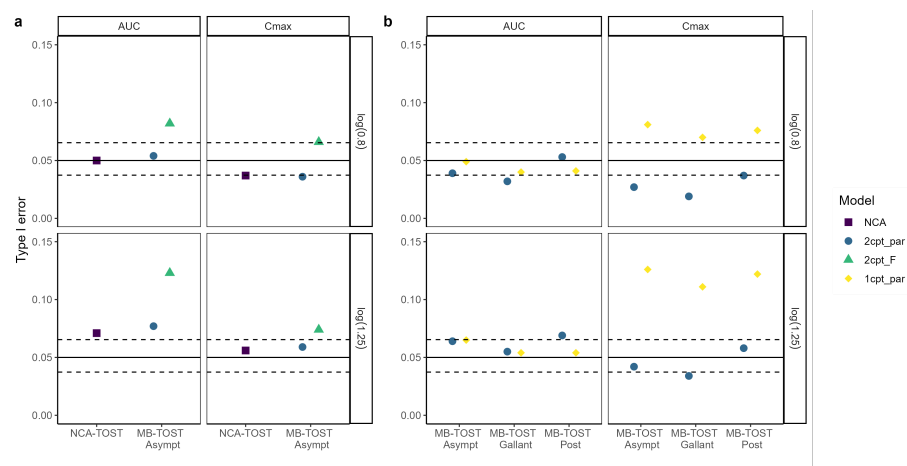 a
AUC
Cmax
b
AUC
Cmax
0.15
0.10
0.05
0.00
log(0.8)
log(0.8)
Type I error
0.15
0.10
0.05
0.00
log(1.25)
log(1.25)
NCA-TOST
MB-TOST
Asympt
NCA-TOST
MB-TOST
Asympt
MB-TOST
Asympt
MB-TOST
Gallant
MB-TOST
Post
MB-TOST
Asympt
MB-TOST
Gallant
MB-TOST
Post
Model
NCA
2cpt_par
2cpt_F
1cpt_par